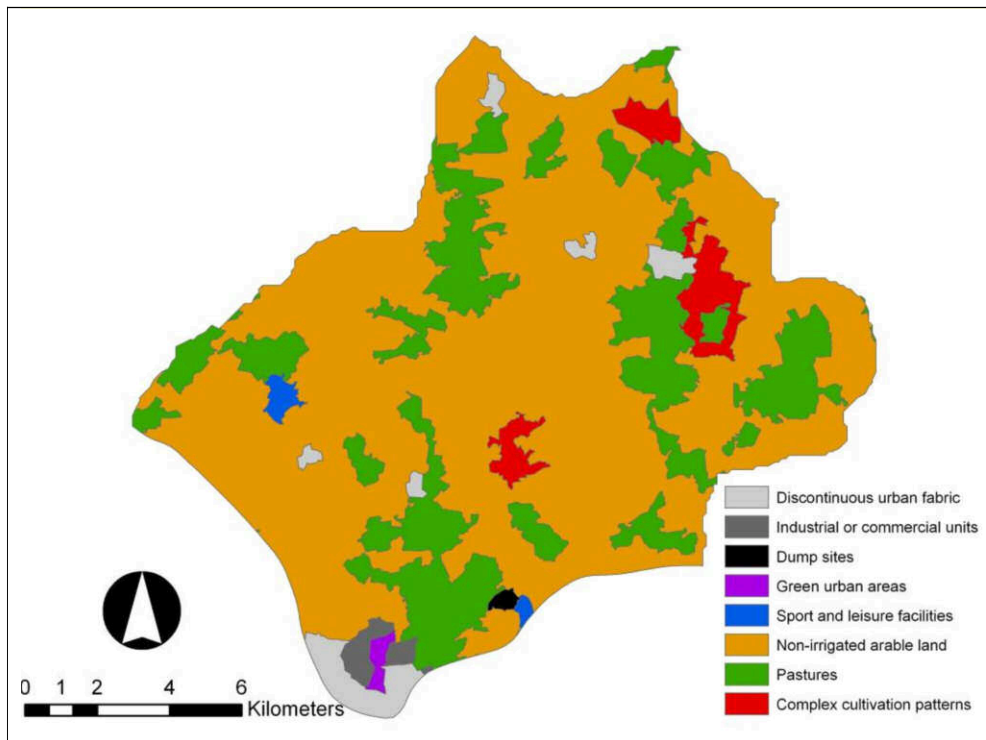 Discontinuous urban fabric
Industrial or commercial units
Dump sites
Green urban areas
Sport and leisure facilities
Non-irrigated arable land
Pastures
Complex cultivation patterns
0 1 2 4 6
Kilometers